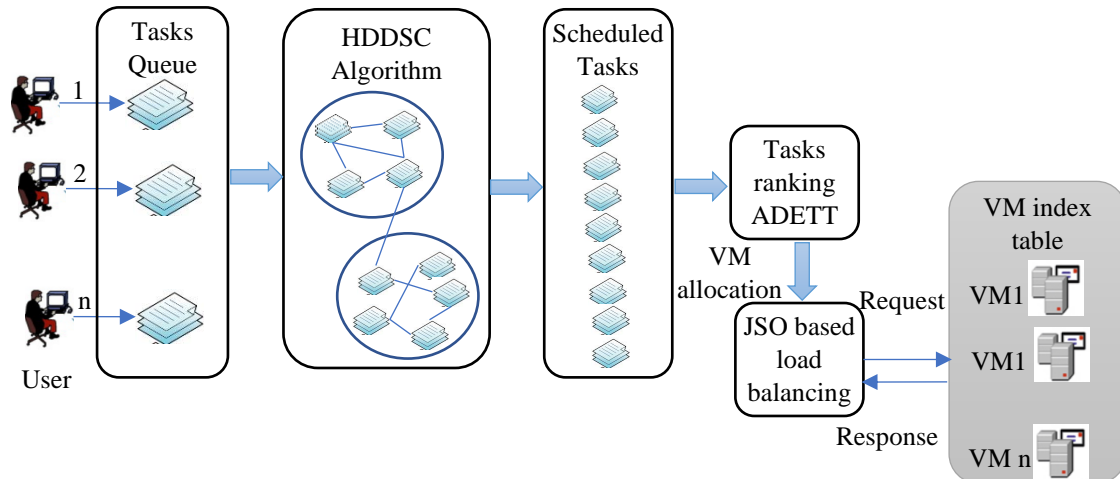 Tasks
Queue
HDDSC
Algorithm
Scheduled
Tasks
1
2
n
User
Tasks
ranking
ADETT
VM
allocation
JSO based
load
balancing
Request
Response
VM index
table
VM1
VM1
VM n